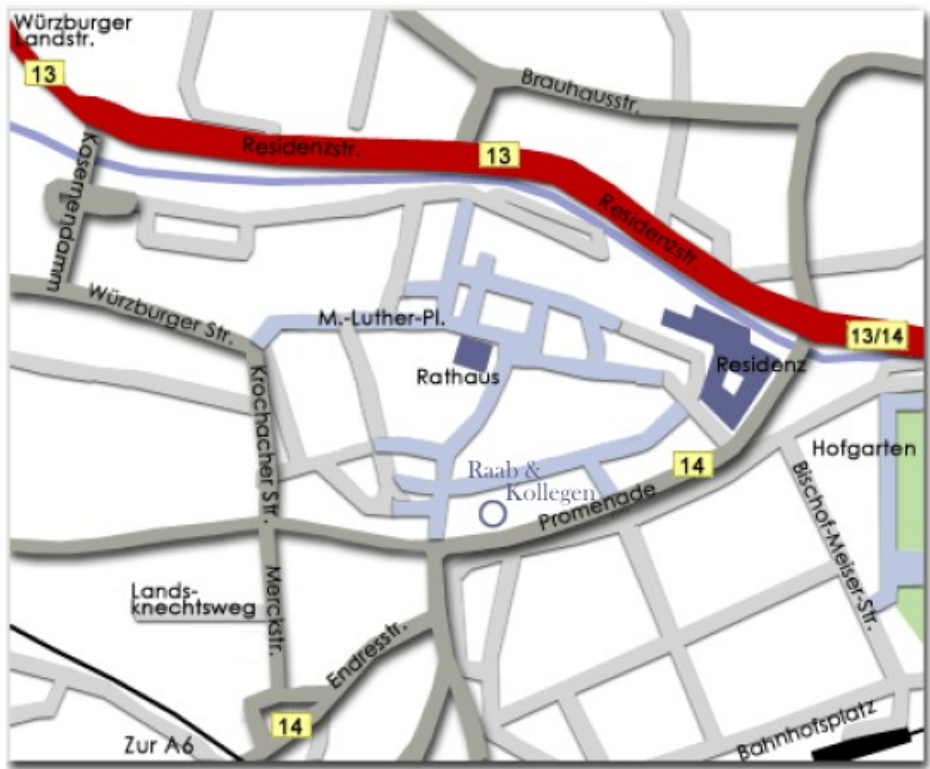 Würzburger
Landstr.
13
Brauhausstr.
Residenzstr.
13
Kasernendamm
Residenzstr.
Würzburger Str.
M.-Luther-Pl.
13/14
Rathaus
Residenz
Krochacher Str.
Hofgarten
14
Raab &
Kollegen
Promenade
Bischof-Meiser-Str.
Lands-
knechtsweg
Merckstr.
Endresstr.
14
Zur A6
Bahnhofsplatz